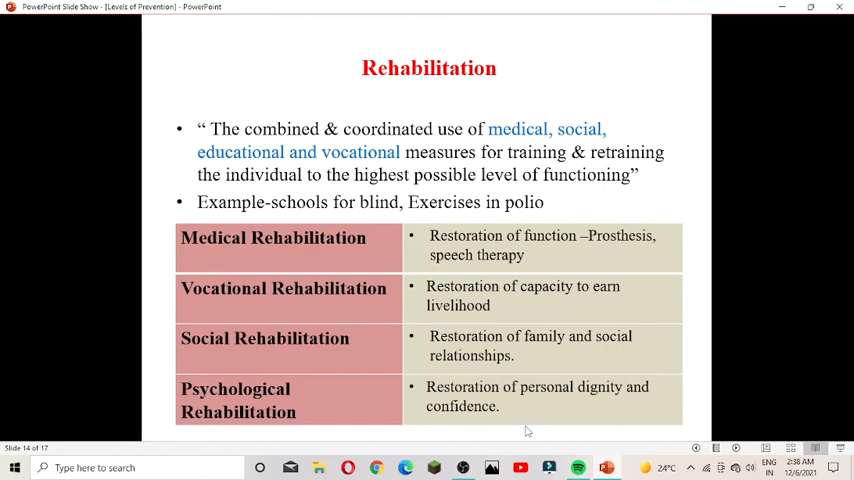 PowerPoint Slide Show - [Levels of Prevention] - PowerPoint
Rehabilitation
• “ The combined & coordinated use of medical, social,
educational and vocational measures for training & retraining
the individual to the highest possible level of functioning”
• Example-schools for blind, Exercises in polio
Medical Rehabilitation
• Restoration of function –Prosthesis,
speech therapy
Vocational Rehabilitation
• Restoration of capacity to earn
livelihood
Social Rehabilitation
• Restoration of family and social
relationships.
Psychological
Rehabilitation
• Restoration of personal dignity and
confidence.
Slide 14 of 17
Type here to search
24°C
ENG
IN
2:38 AM
12/6/2021